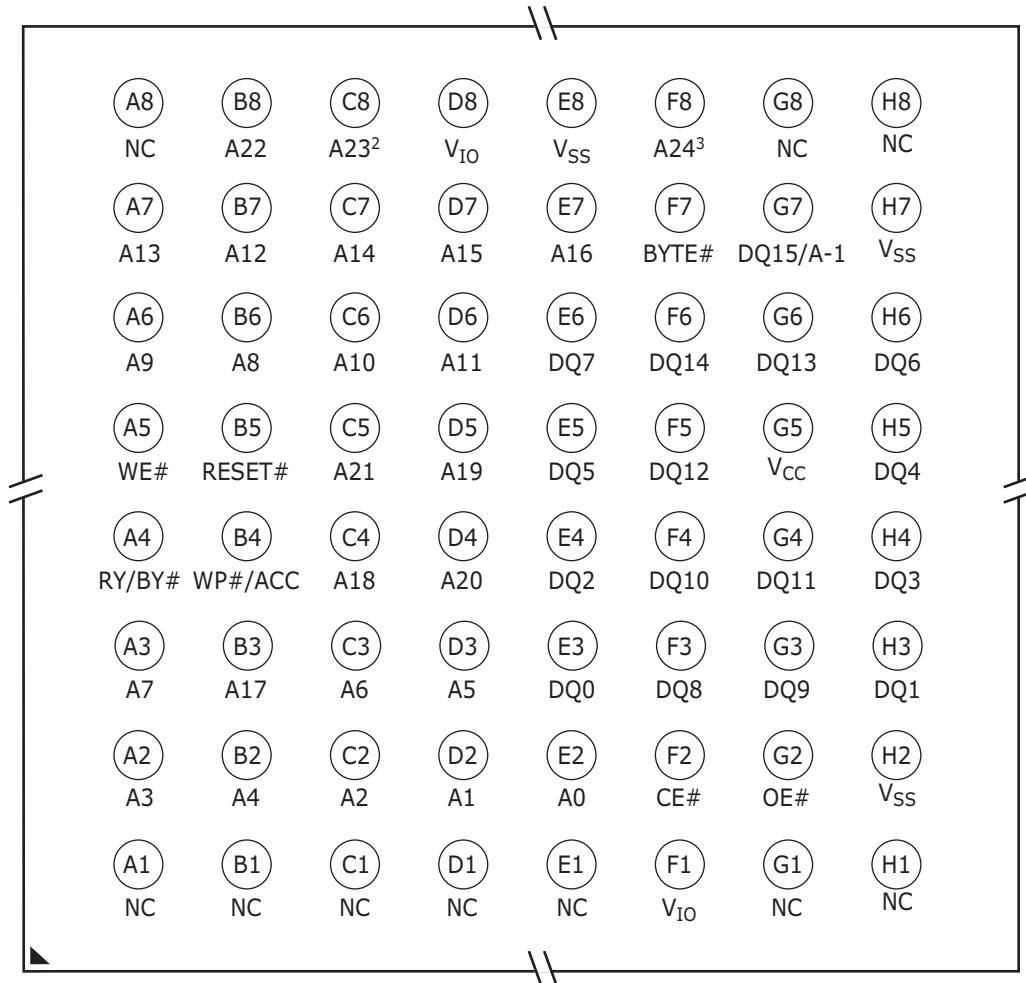 A8 B8 C8 D8 E8 F8 G8 H8
NC A22 A23² V_IO V_SS A24³ NC NC
A7 B7 C7 D7 E7 F7 G7 H7
A13 A12 A14 A15 A16 BYTE# DQ15/A-1 V_SS
A6 B6 C6 D6 E6 F6 G6 H6
A9 A8 A10 A11 DQ7 DQ14 DQ13 DQ6
A5 B5 C5 D5 E5 F5 G5 H5
WE# RESET# A21 A19 DQ5 DQ12 V_CC DQ4
A4 B4 C4 D4 E4 F4 G4 H4
RY/BY# WP#/ACC A18 A20 DQ2 DQ10 DQ11 DQ3
A3 B3 C3 D3 E3 F3 G3 H3
A7 A17 A6 A5 DQ0 DQ8 DQ9 DQ1
A2 B2 C2 D2 E2 F2 G2 H2
A3 A4 A2 A1 A0 CE# OE# V_SS
A1 B1 C1 D1 E1 F1 G1 H1
NC NC NC NC NC V_IO NC NC